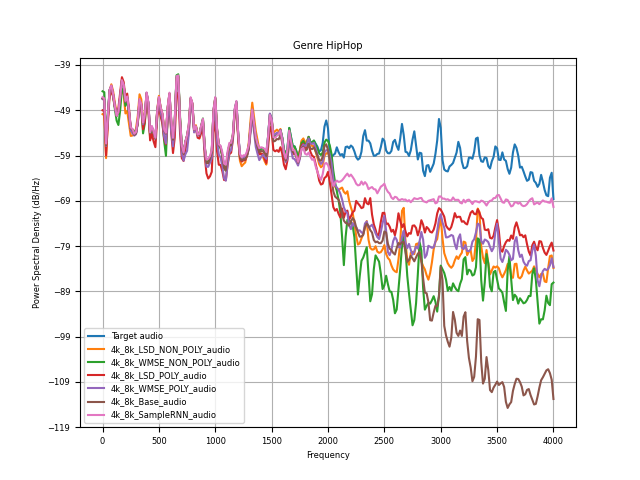 Genre HipHop
−39
−49
−59
−69
−79
−89
−99
−109
−119
Power Spectral Density (dB/Hz)
Target audio
4k_8k_LSD_NON_POLY_audio
4k_8k_WMSE_NON_POLY_audio
4k_8k_LSD_POLY_audio
4k_8k_WMSE_POLY_audio
4k_8k_Base_audio
4k_8k_SampleRNN_audio
0 500 1000 1500 2000 2500 3000 3500 4000
Frequency